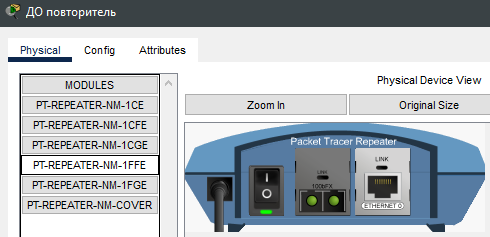 ДО повторитель
Physical Config Attributes
MODULES
PT-REPEATER-NM-1CE
PT-REPEATER-NM-1CFE
PT-REPEATER-NM-1CGE
PT-REPEATER-NM-1FFE
PT-REPEATER-NM-1FGE
PT-REPEATER-NM-COVER
Physical Device View
Zoom In Original Size
Packet Tracer Repeater
LINK
100bFX
LINK
ETHERNET 0